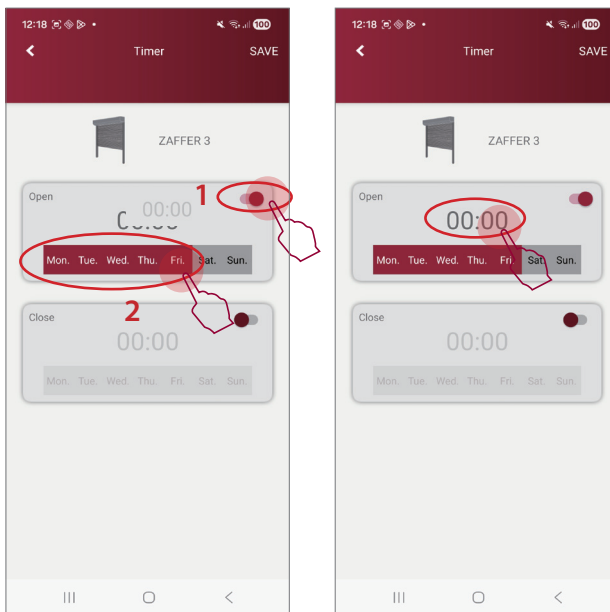 12:18
100
Timer
SAVE
ZAFFER 3
Open
1
00:00
00:00
Mon. Tue. Wed. Thu. Fri. Sat. Sun.
Close
2
00:00
Mon. Tue. Wed. Thu. Fri. Sat. Sun.
12:18
100
Timer
SAVE
ZAFFER 3
Open
00:00
Mon. Tue. Wed. Thu. Fri. Sat. Sun.
Close
00:00
Mon. Tue. Wed. Thu. Fri. Sat. Sun.